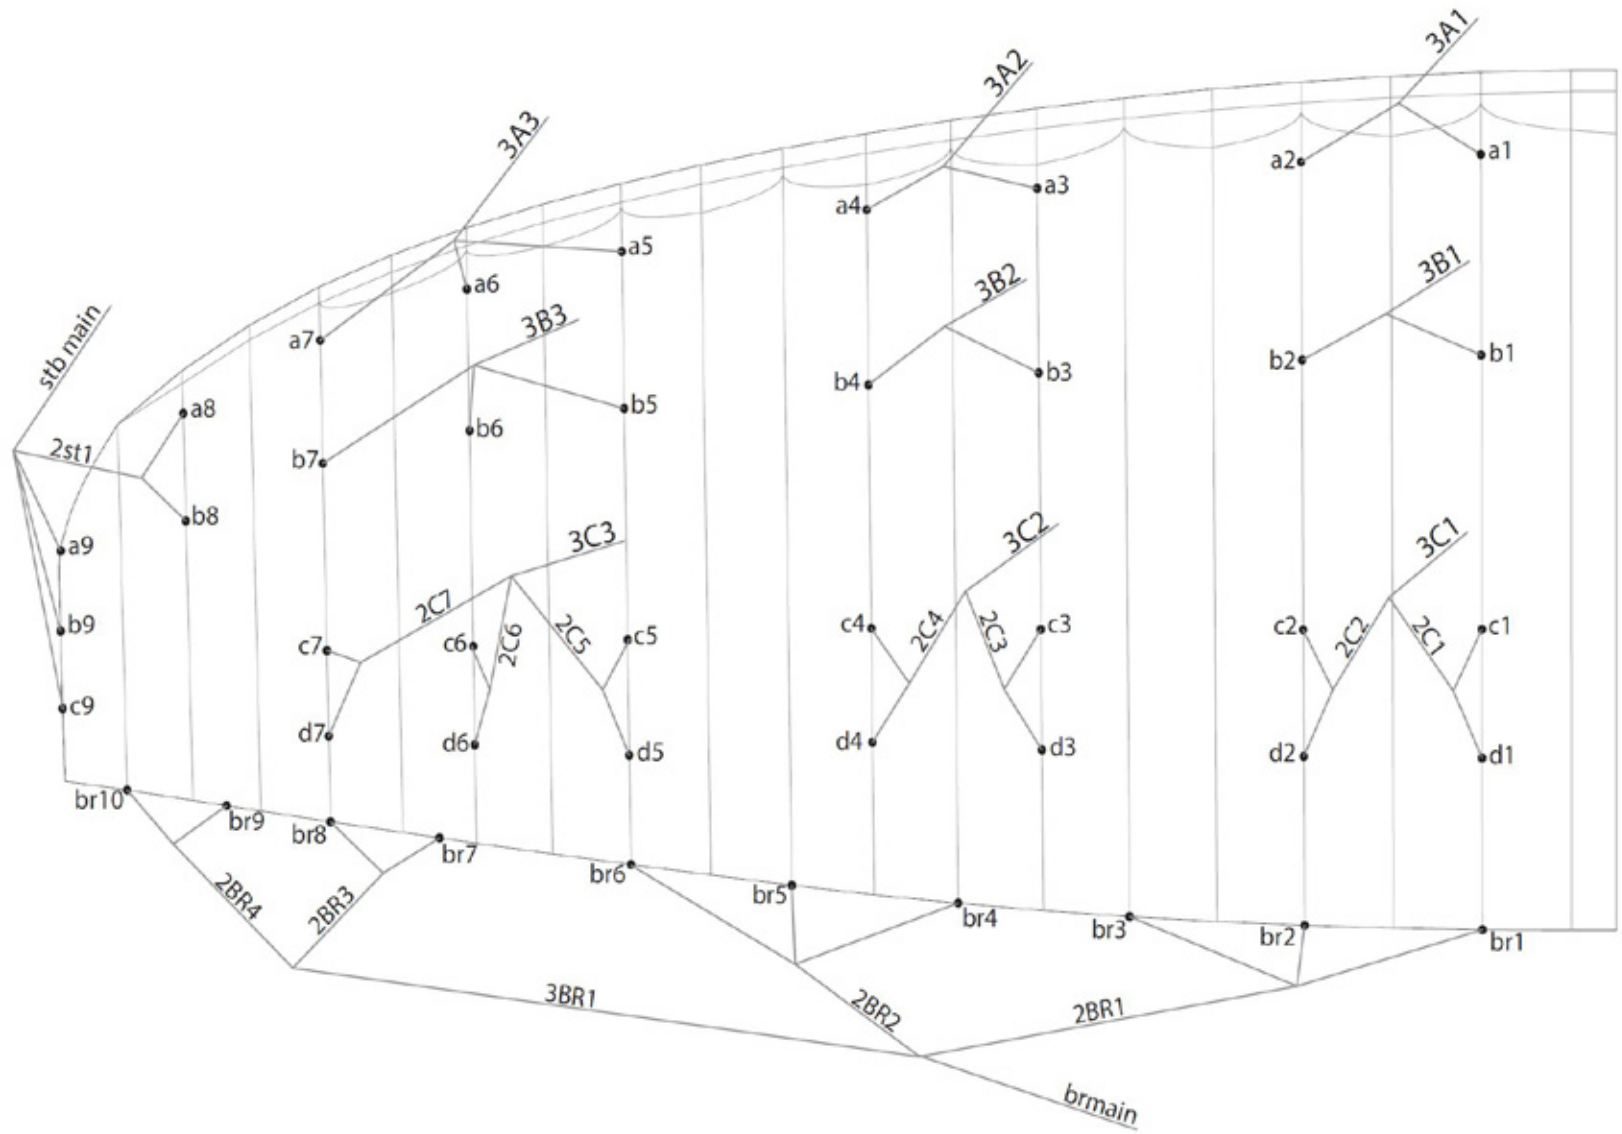 3A1
3A2
3A3
a2
a1
a4
a3
a5
a6
a7
3B1
3B2
3B3
stb main
b2
b1
b4
b3
b5
b6
b7
a8
2st1
b8
a9
b9
c9
3C3
3C2
3C1
2C7
2C6
2C5
2C4
2C3
2C2
2C1
c7
c6
c5
c4
c3
c2
c1
d7
d6
d5
d4
d3
d2
d1
br10
br9
br8
br7
br6
br5
br4
br3
br2
br1
2BR4
2BR3
3BR1
2BR2
2BR1
brmain